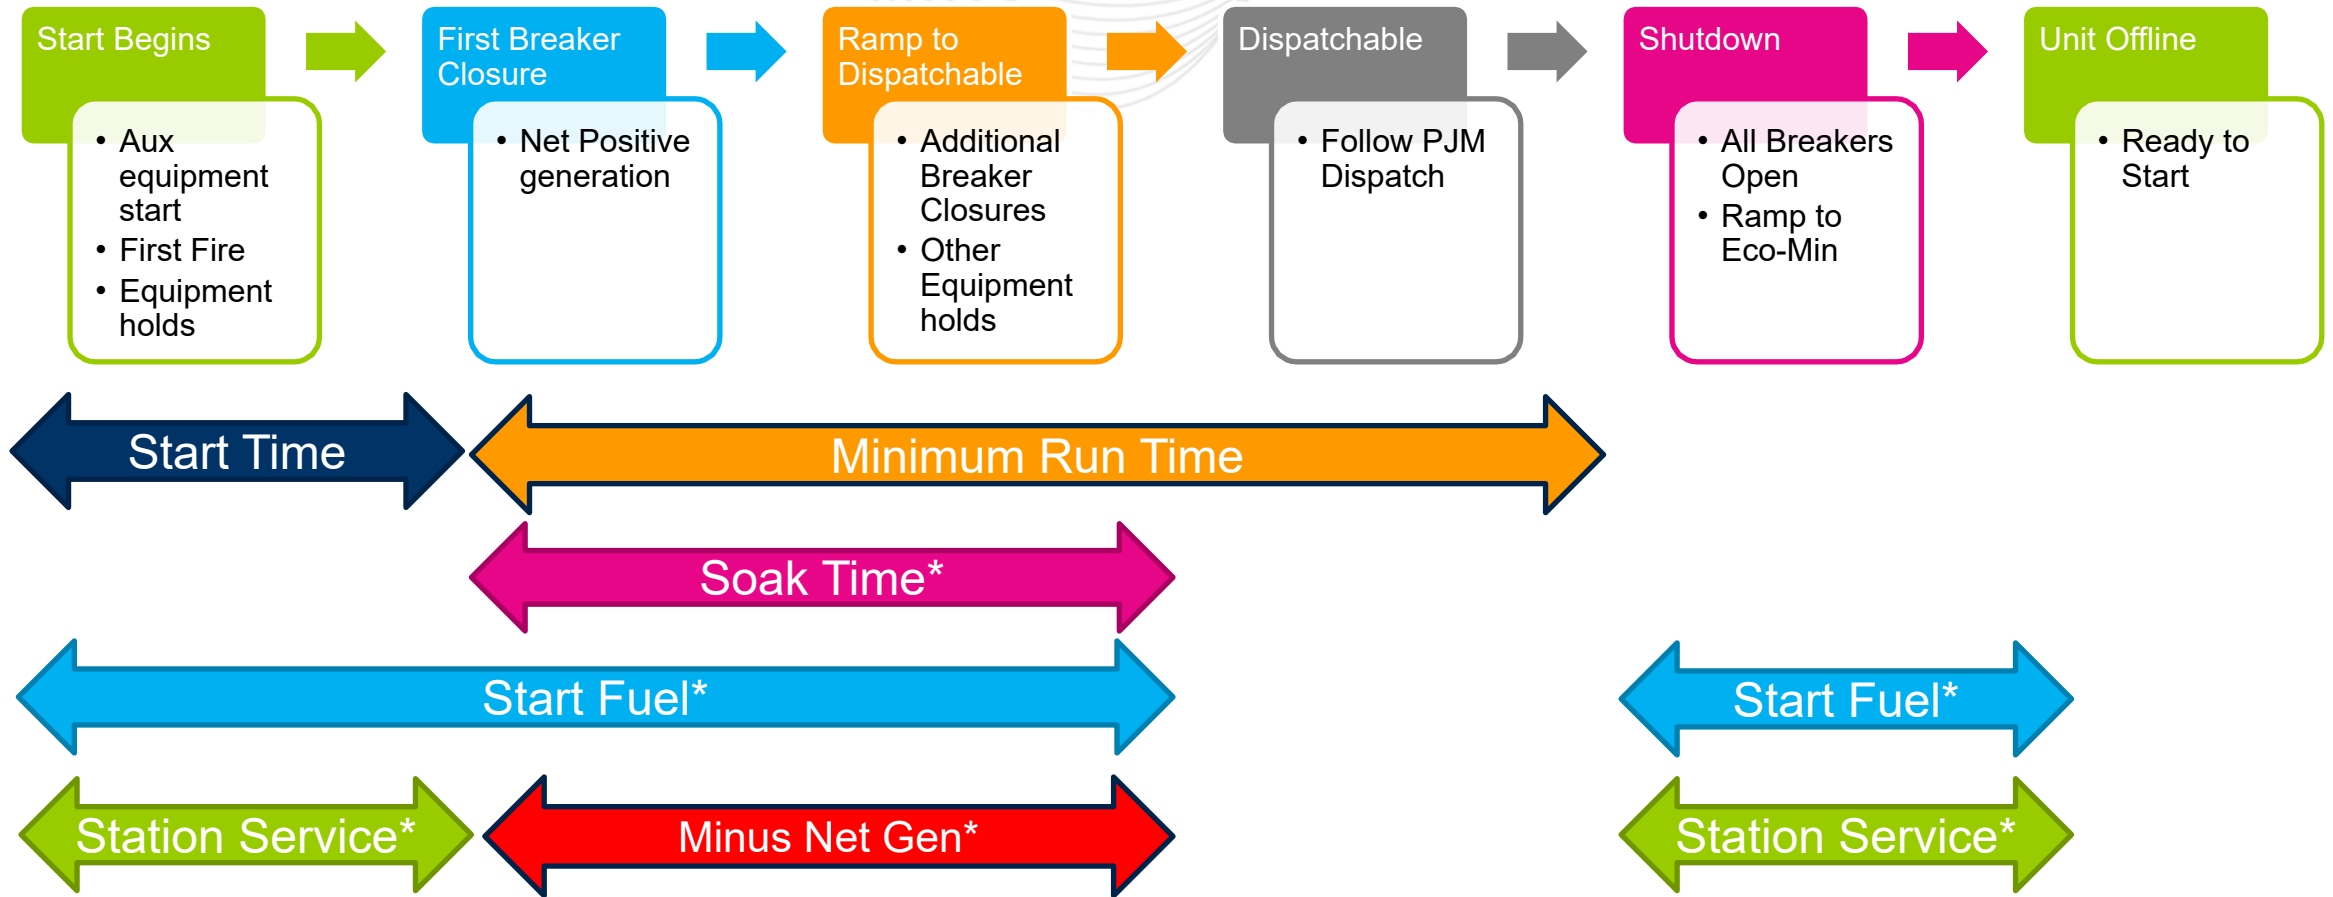 Start Begins
• Aux
equipment
start
• First Fire
• Equipment
holds
First Breaker
Closure
• Net Positive
generation
Ramp to
Dispatchable
• Additional
Breaker
Closures
• Other
Equipment
holds
Dispatchable
• Follow PJM
Dispatch
Shutdown
• All Breakers
Open
• Ramp to
Eco-Min
Unit Offline
• Ready to
Start
Start Time
Minimum Run Time
Soak Time*
Start Fuel*
Start Fuel*
Station Service*
Minus Net Gen*
Station Service*